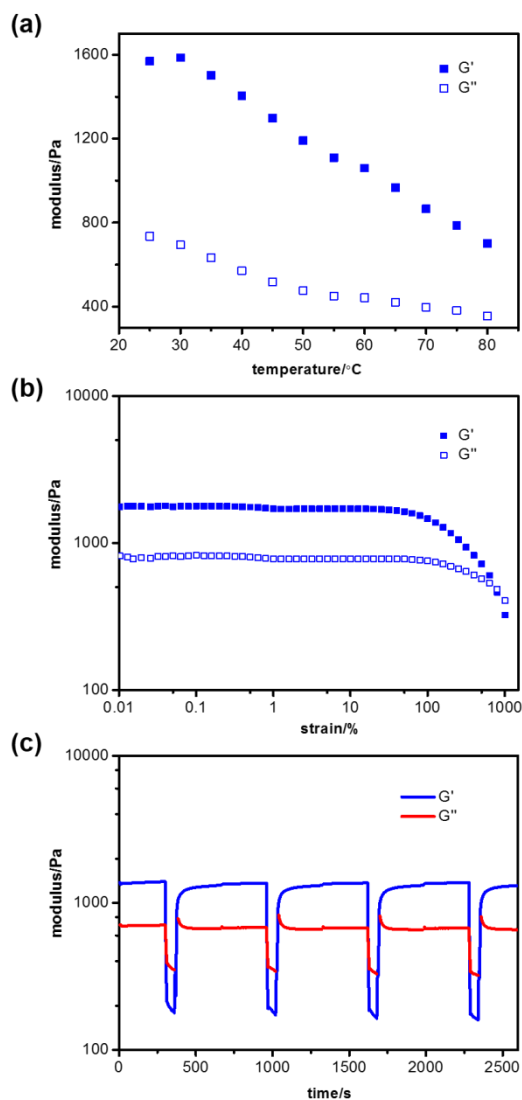 (a)
1600
1200
800
400
modulus/Pa
G'
G''
20 30 40 50 60 70 80
temperature/°C
(b)
10000
1000
100
modulus/Pa
G'
G''
0.01 0.1 1 10 100 1000
strain/%
(c)
10000
1000
100
modulus/Pa
G'
G''
0 500 1000 1500 2000 2500
time/s